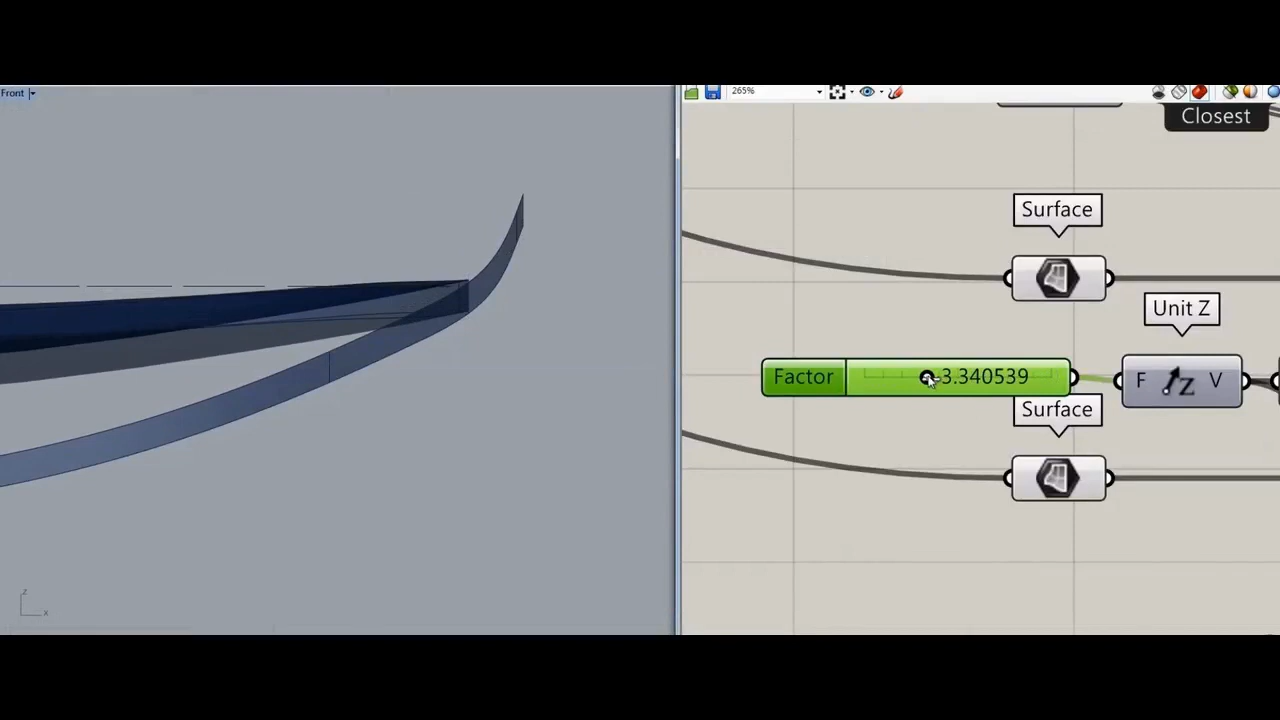 Front
265%
Closest
Surface
Unit Z
Factor
-3.340539
F
Z
V
Surface
z
x